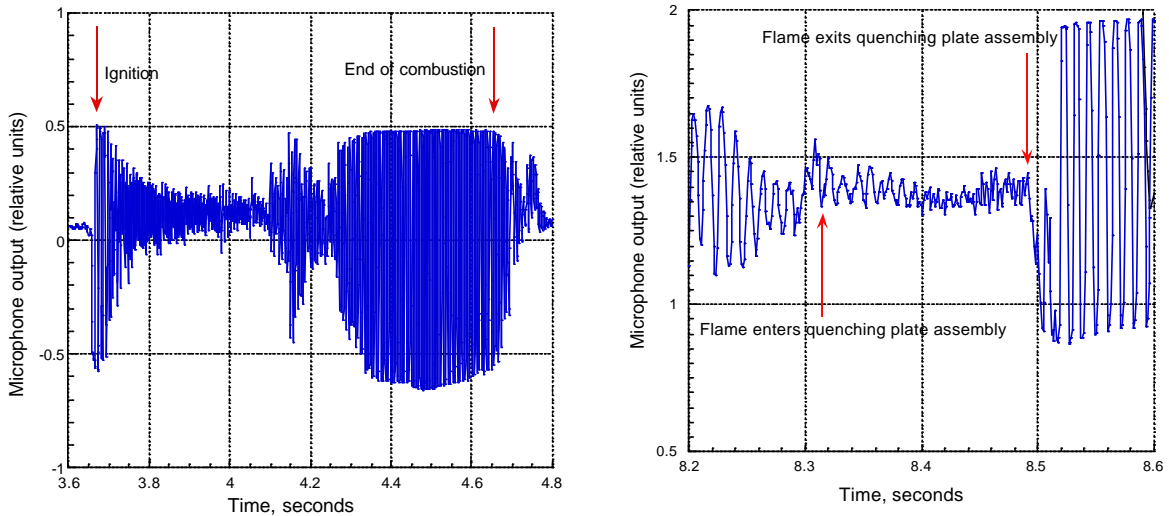 Microphone output (relative units)
1
0.5
0
-0.5
-1
Ignition
End of combustion
3.6 3.8 4 4.2 4.4 4.6 4.8
Time, seconds
Microphone output (relative units)
2
1.5
1
0.5
Flame exits quenching plate assembly
Flame enters quenching plate assembly
8.2 8.3 8.4 8.5 8.6
Time, seconds